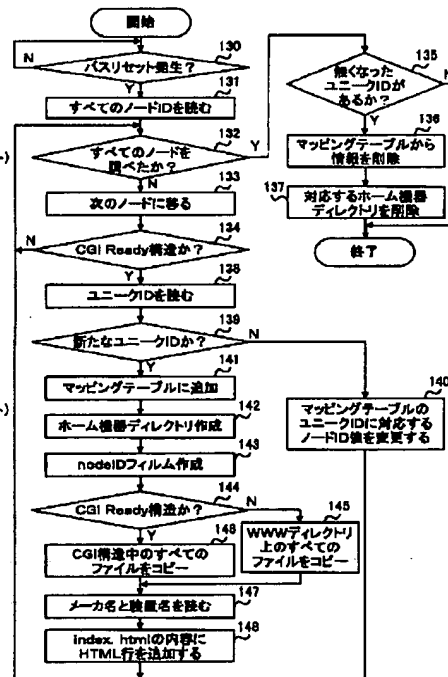 開始
130
N
バスリセット発生？
Y
131
すべてのノードIDを読む
132
すべてのノードを
調べたか？
Y
N
133
次のノードに移る
134
N
CGI Ready構造か？
Y
138
ユニークIDを読む
139
新たなユニークIDか？
N
Y
141
マッピングテーブルに追加
142
ホーム機器ディレクトリ作成
143
nodeIDフィルム作成
144
CGI Ready構造か？
N
Y
148
CGI構造中のすべての
ファイルをコピー
145
WWWディレクトリ
上のすべての
ファイルをコピー
147
メーカ名と装置名を読む
148
index. htmlの内容に
HTML行を追加する
140
マッピングテーブルの
ユニークIDに対応する
ノードID値を変更する
135
無くなった
ユニークIDが
あるか？
N
Y
136
マッピングテーブルから
情報を削除
137
対応するホーム機器
ディレクトリを削除
終了